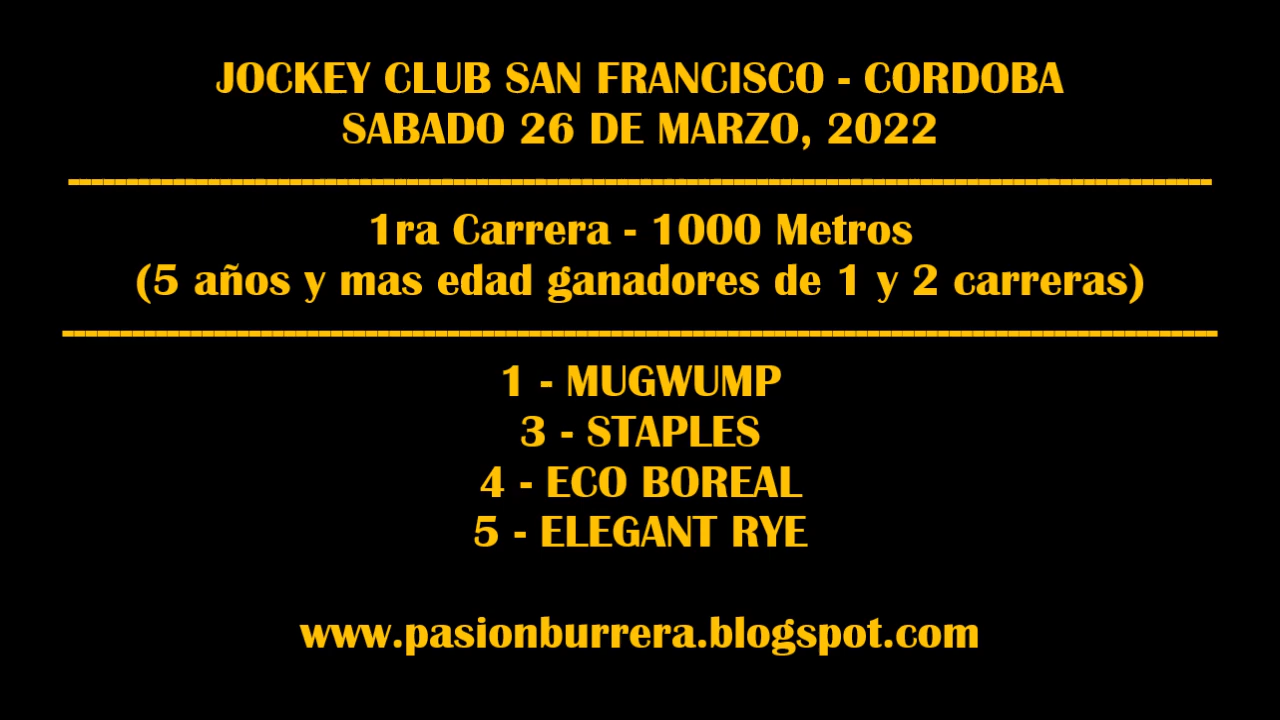 JOCKEY CLUB SAN FRANCISCO - CORDOBA
SABADO 26 DE MARZO, 2022
1ra Carrera - 1000 Metros
(5 años y mas edad ganadores de 1 y 2 carreras)
1 - MUGWUMP
3 - STAPLES
4 - ECO BOREAL
5 - ELEGANT RYE
www.pasionburrera.blogspot.com